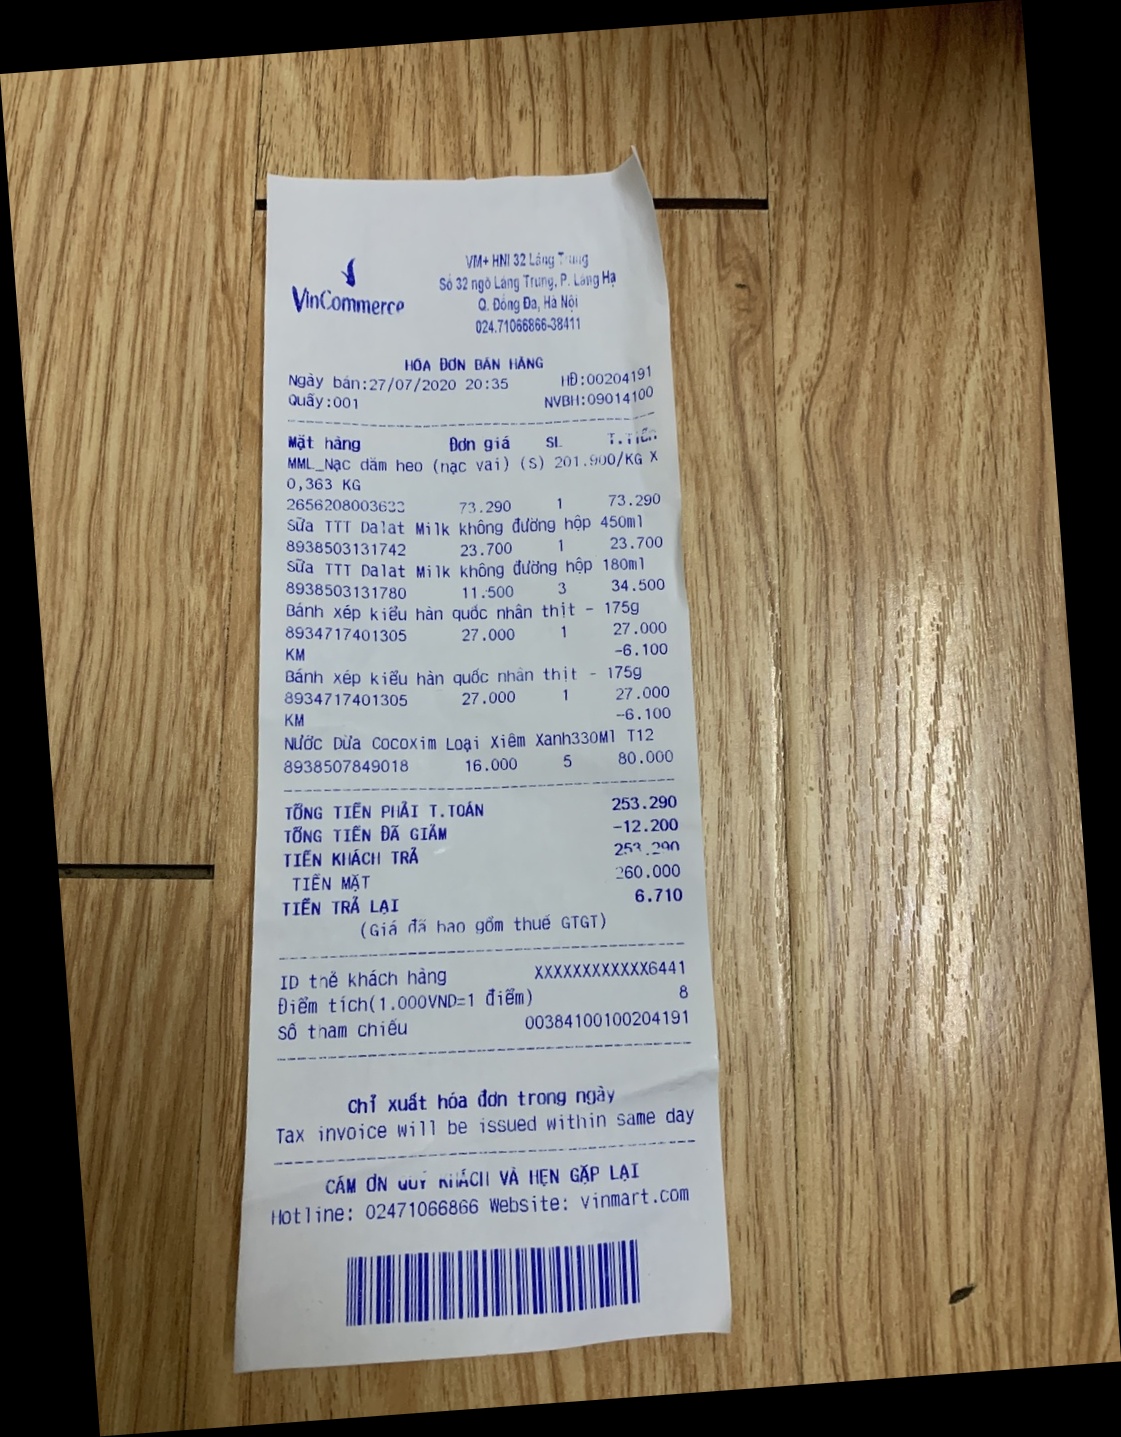 VinCommerce
VM+ HNI 32 Láng Trung
Số 32 ngõ Láng Trung, P. Láng Hạ
Q. Đống Đa, Hà Nội
024.71066866-38411
HÓA ĐƠN BÁN HÀNG
Ngày bán:27/07/2020 20:35 HĐ:00204191
Quầy:001 NVBH:09014100
Mặt hàng Đơn giá SL T.Tiền
MML_Nạc dăm heo (nạc vai) (S) 201.900/KG X
0,363 KG
73.290 1 73.290
Sữa TTT Dalat Milk không đường hộp 450ml
8938503131742 23.700 1 23.700
Sữa TTT Dalat Milk không đường hộp 180ml
8938503131780 11.500 3 34.500
Bánh xếp kiểu hàn quốc nhân thịt - 175g
8934717401305 27.000 1 27.000
KM -6.100
Bánh xếp kiểu hàn quốc nhân thịt - 175g
8934717401305 27.000 1 27.000
KM -6.100
Nước Dừa Cocoxim Loại Xiêm Xanh330Ml T12
8938507849018 16.000 5 80.000
TỔNG TIỀN PHẢI T.TOÁN 253.290
TỔNG TIỀN ĐÃ GIẢM -12.200
TIỀN KHÁCH TRẢ 253.290
TIỀN MẶT 260.000
TIỀN TRẢ LẠI 6.710
(Giá đã bao gồm thuế GTGT)
ID thẻ khách hàng XXXXXXXXXXXX6441
Điểm tích(1.000VND=1 điểm) 8
Số tham chiếu 00384100100204191
Chỉ xuất hóa đơn trong ngày
Tax invoice will be issued within same day
CÁM ƠN QUÝ KHÁCH VÀ HẸN GẶP LẠI
Hotline: 02471066866 Website: vinmart.com